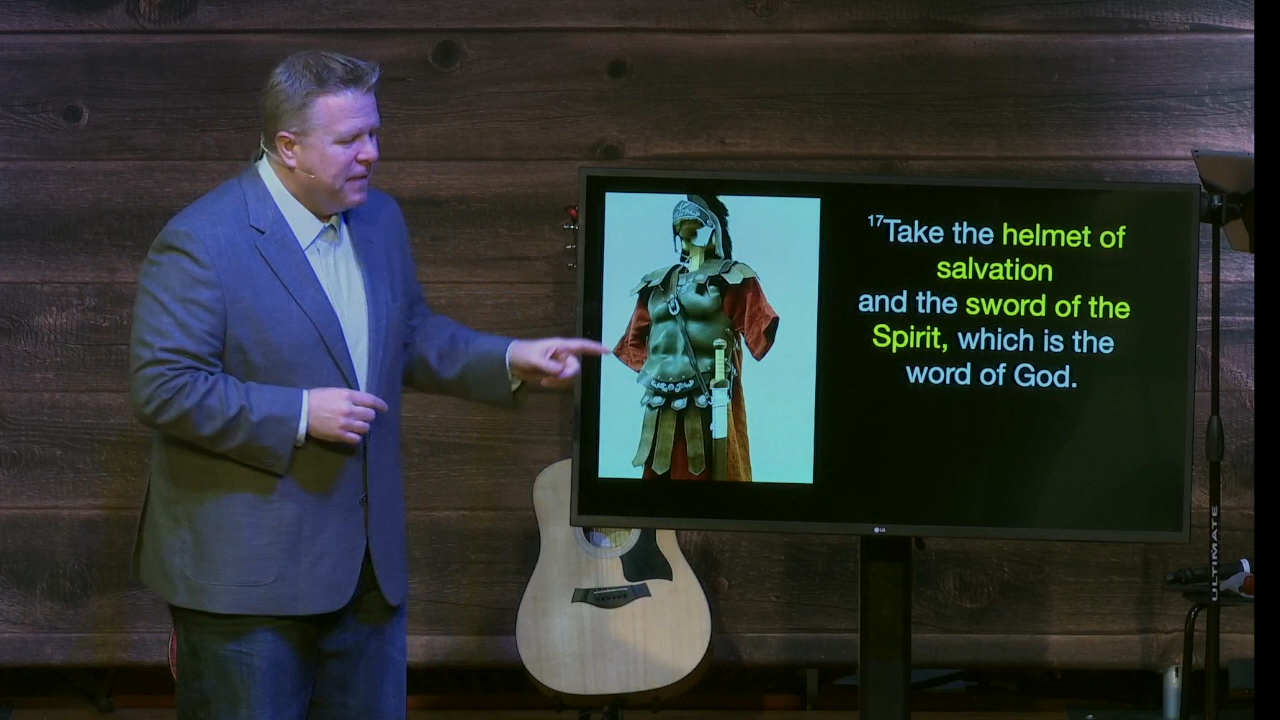 ¹⁷Take the helmet of
salvation
and the sword of the
Spirit, which is the
word of God.
LG
ULTIMATE